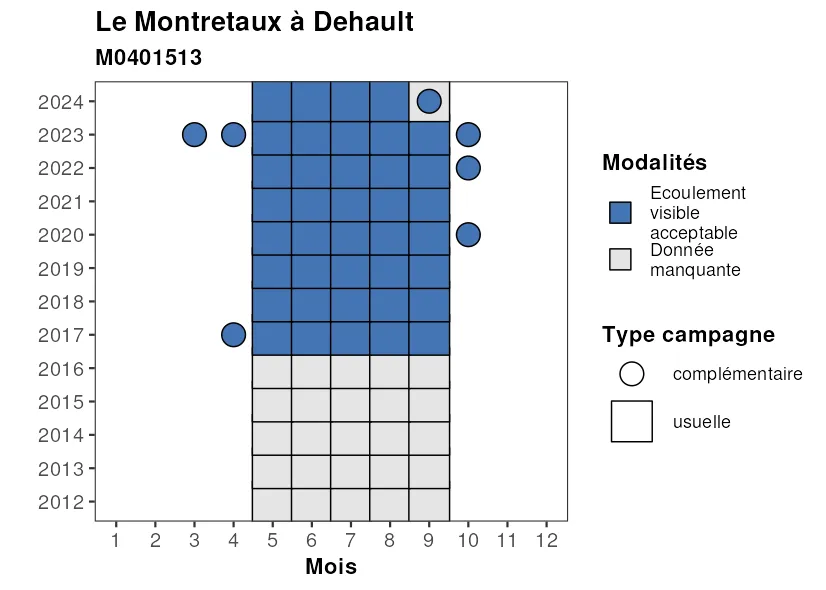 Le Montretaux à Dehault
M0401513
2024
2023
2022
2021
2020
2019
2018
2017
2016
2015
2014
2013
2012
1 2 3 4 5 6 7 8 9 10 11 12
Mois
Modalités
Ecoulement
visible
acceptable
Donnée
manquante
Type campagne
complémentaire
usuelle